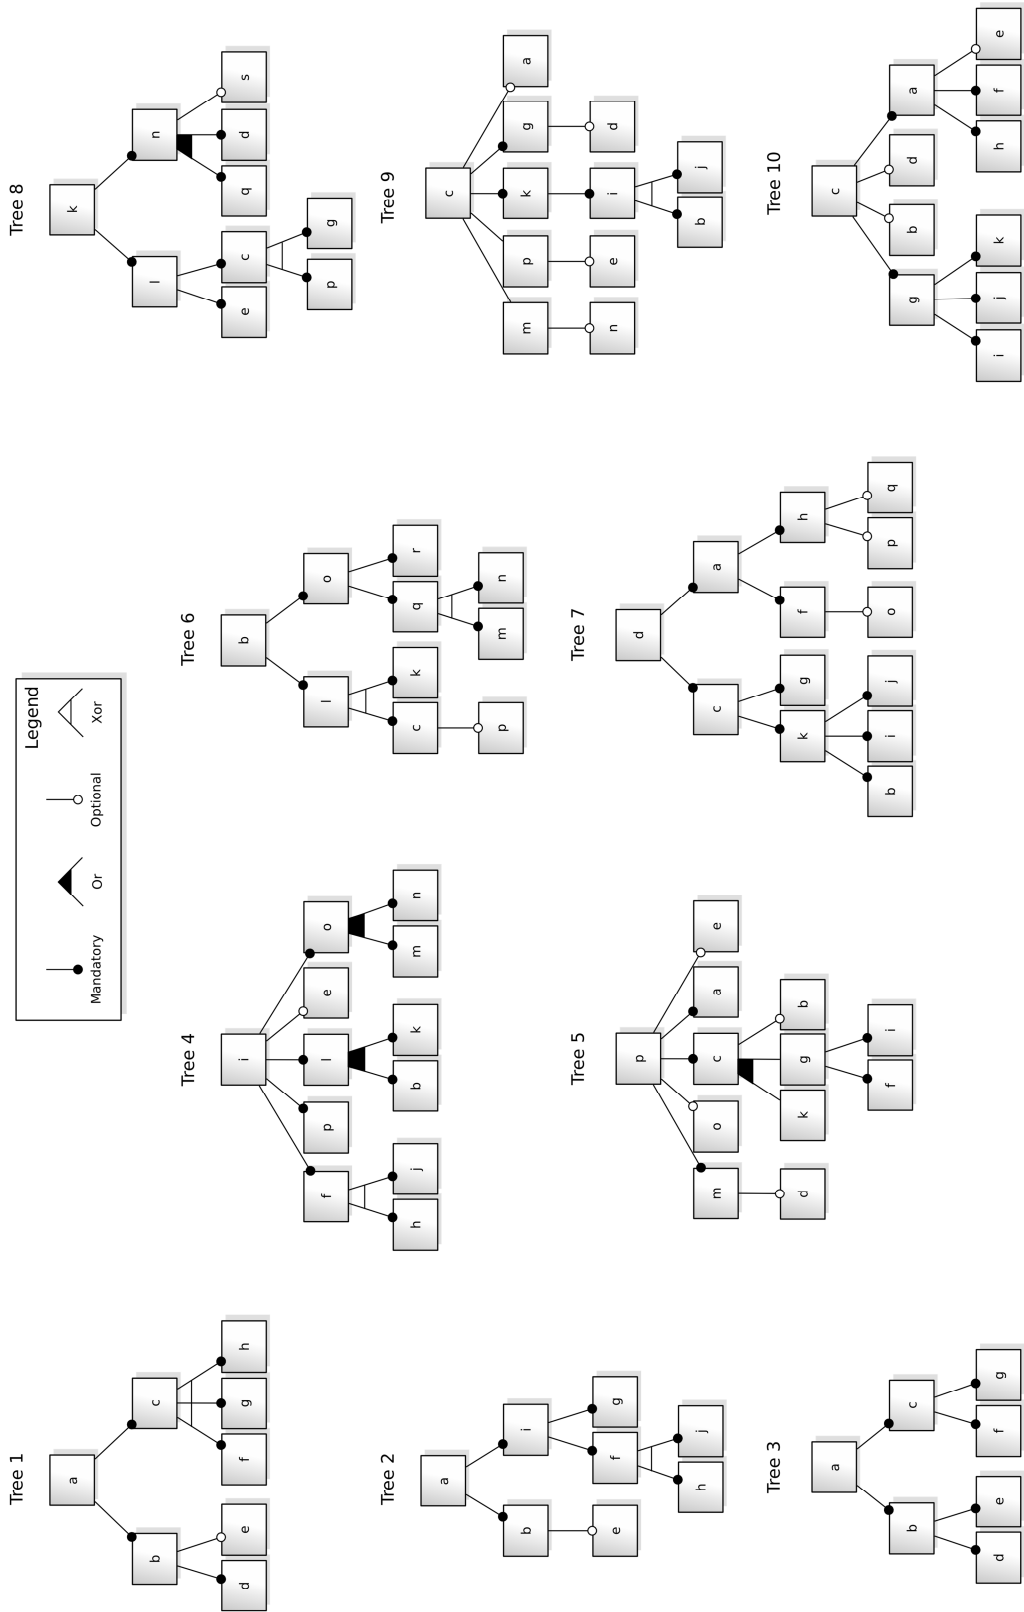 Legend
Mandatory Or Optional Xor
Tree 1
a
b c
d e f g h
Tree 2
a
b i
e f g
h j
Tree 3
a
b c
d e f g
Tree 4
i
f p l e o
h j b k m n
Tree 5
p
m o c a e
d k g b
f i
Tree 6
b
l o
c k q r
p m n
Tree 7
d
c a
k g f h
b i j o p q
Tree 8
k
l n
e c q d s
p g
Tree 9
c
m p k g a
n e i d
b j
Tree 10
c
g b d a
i j k h f e